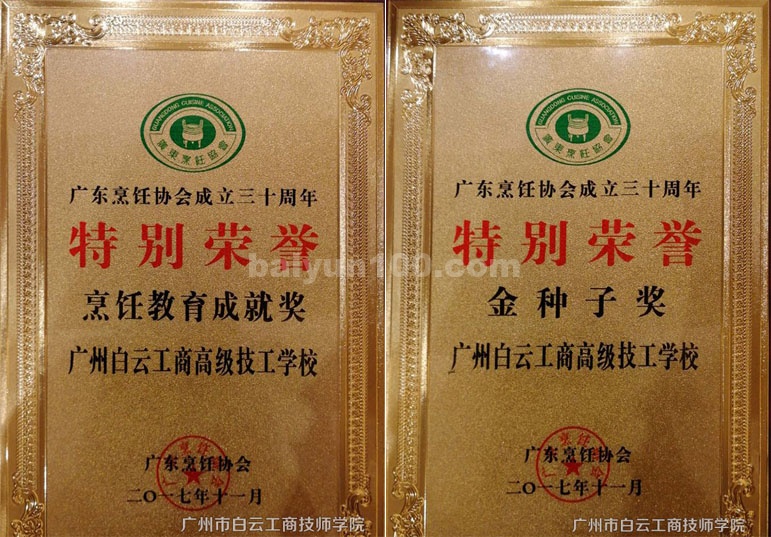 GUANGDONG CUISINE ASSOCIATION
廣東烹飪協會
广东烹饪协会成立三十周年
特别荣誉
烹饪教育成就奖
广州白云工商高级技工学校
广东烹饪协会
二〇一七年十一月
广州市白云工商技师学院
GUANGDONG CUISINE ASSOCIATION
廣東烹飪協會
广东烹饪协会成立三十周年
特别荣誉
金种子奖
广州白云工商高级技工学校
广东烹饪协会
二〇一七年十一月
广州市白云工商技师学院
baiyun100.com